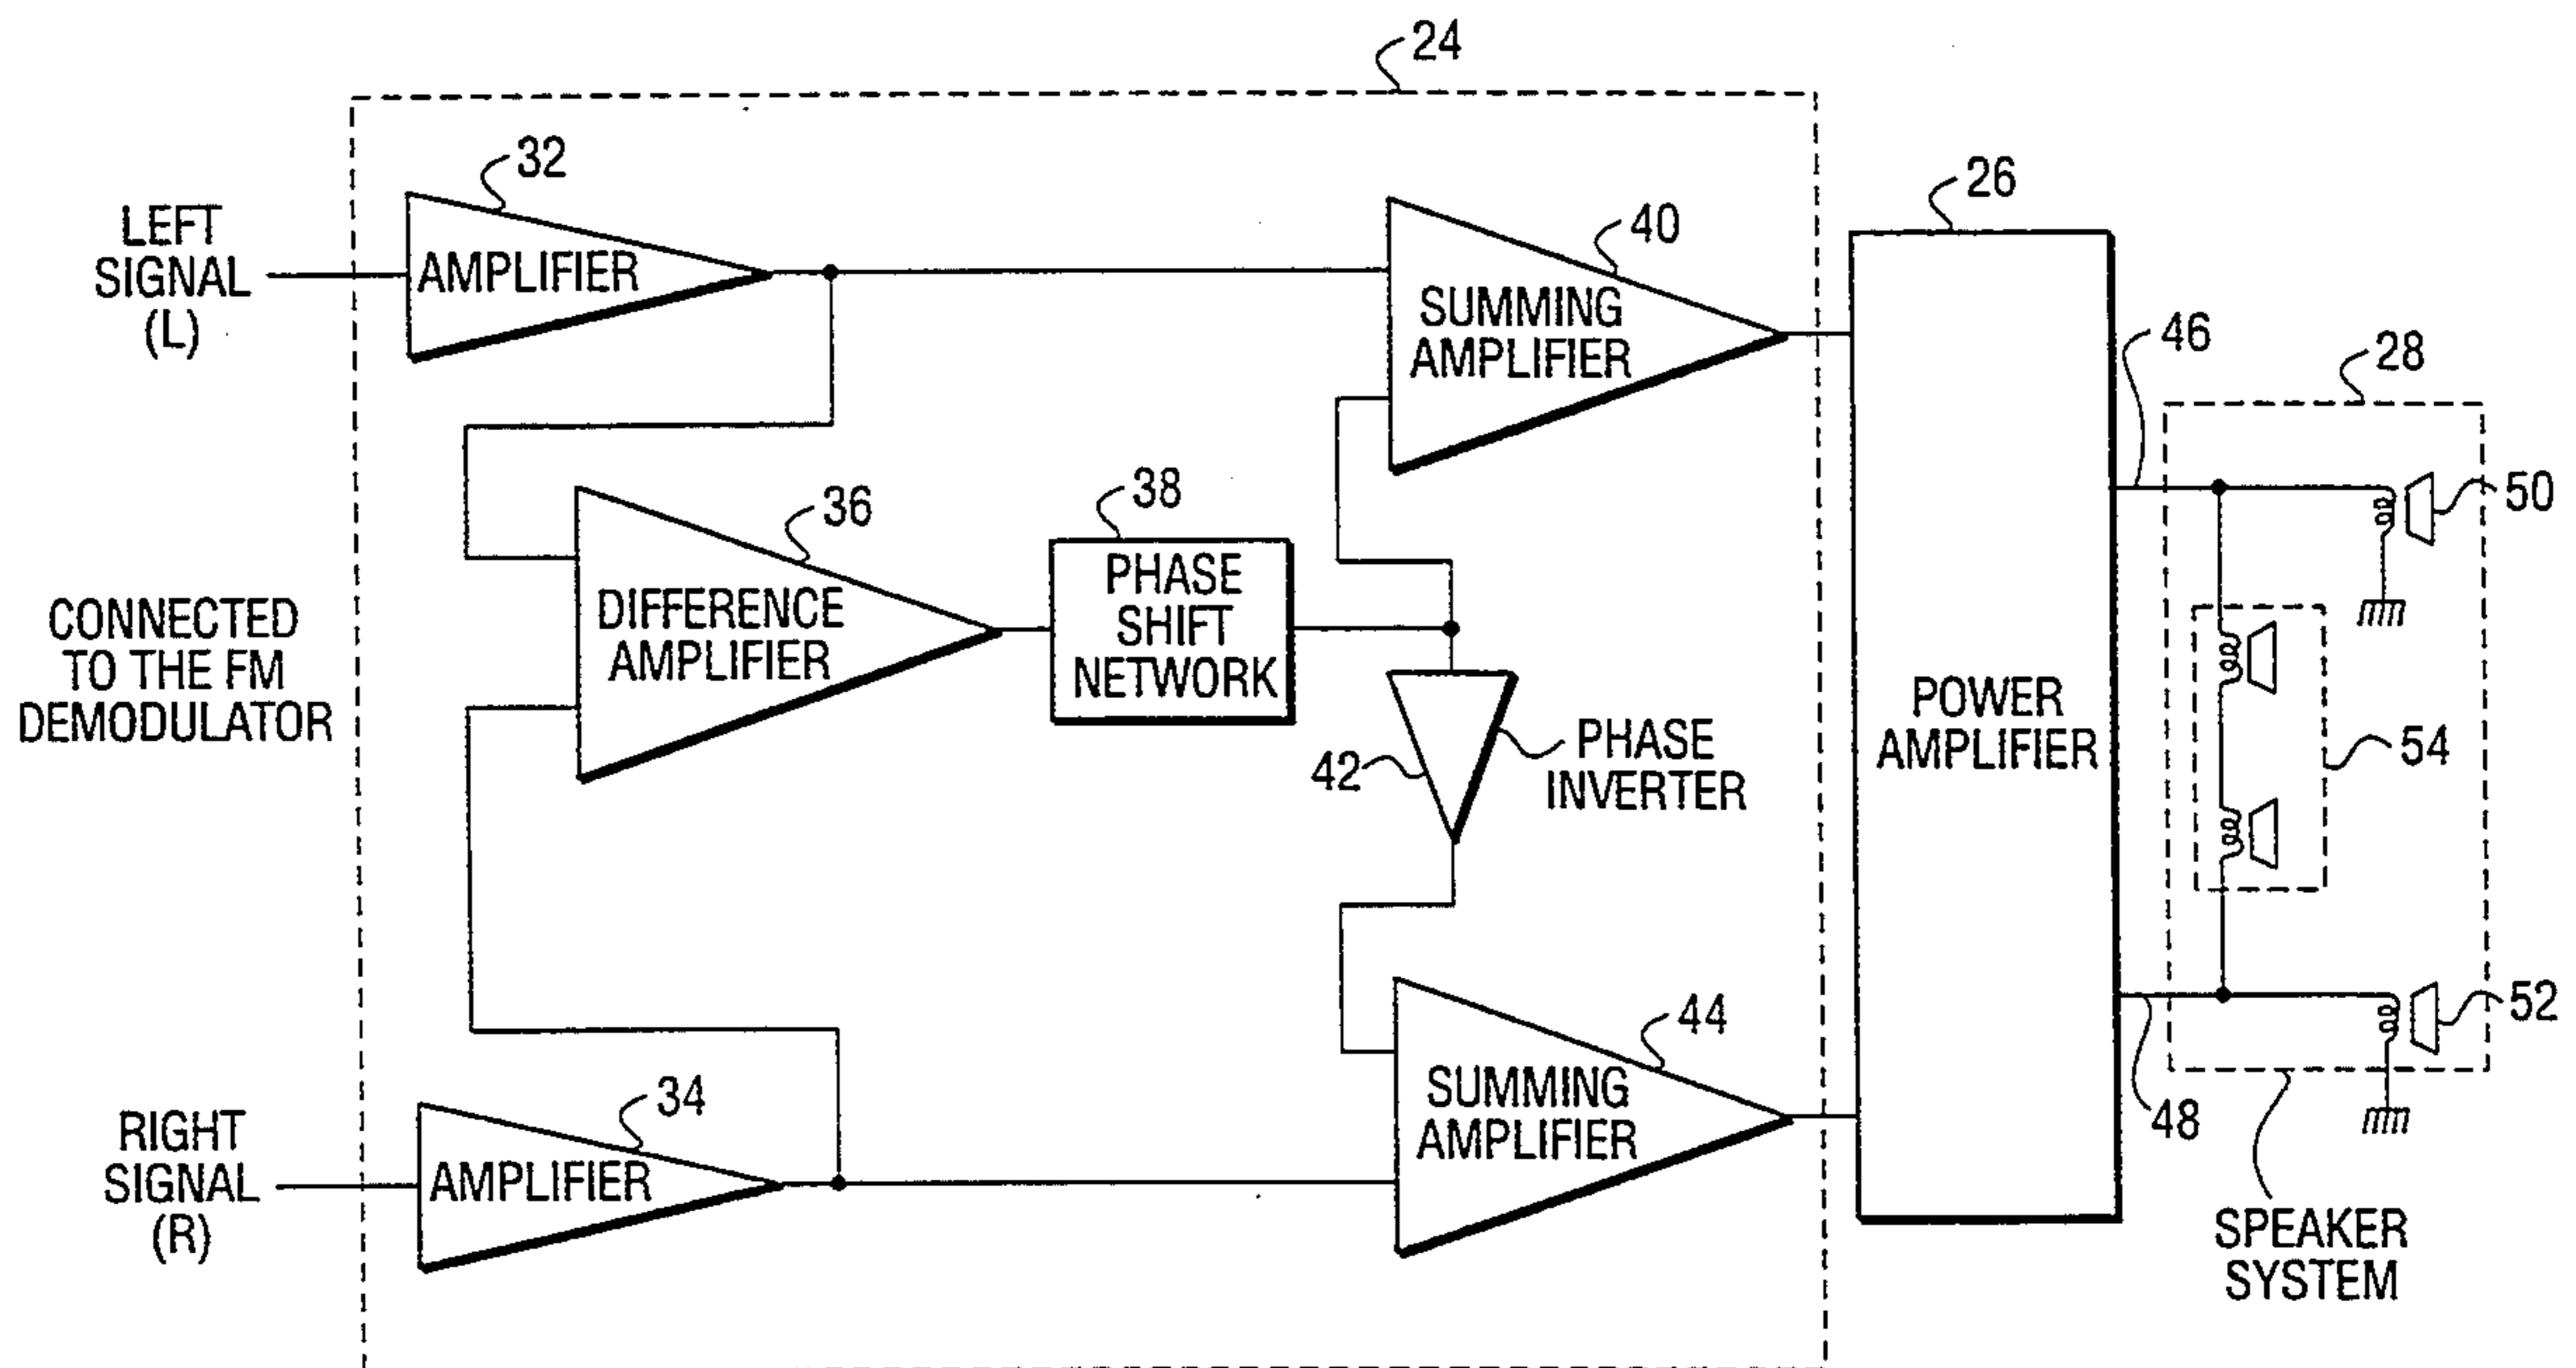 24
32
LEFT
SIGNAL
(L)
AMPLIFIER
40
SUMMING
AMPLIFIER
26
46
28
50
36
DIFFERENCE
AMPLIFIER
38
PHASE
SHIFT
NETWORK
CONNECTED
TO THE FM
DEMODULATOR
42
PHASE
INVERTER
POWER
AMPLIFIER
54
52
44
SUMMING
AMPLIFIER
48
34
RIGHT
SIGNAL
(R)
AMPLIFIER
SPEAKER
SYSTEM